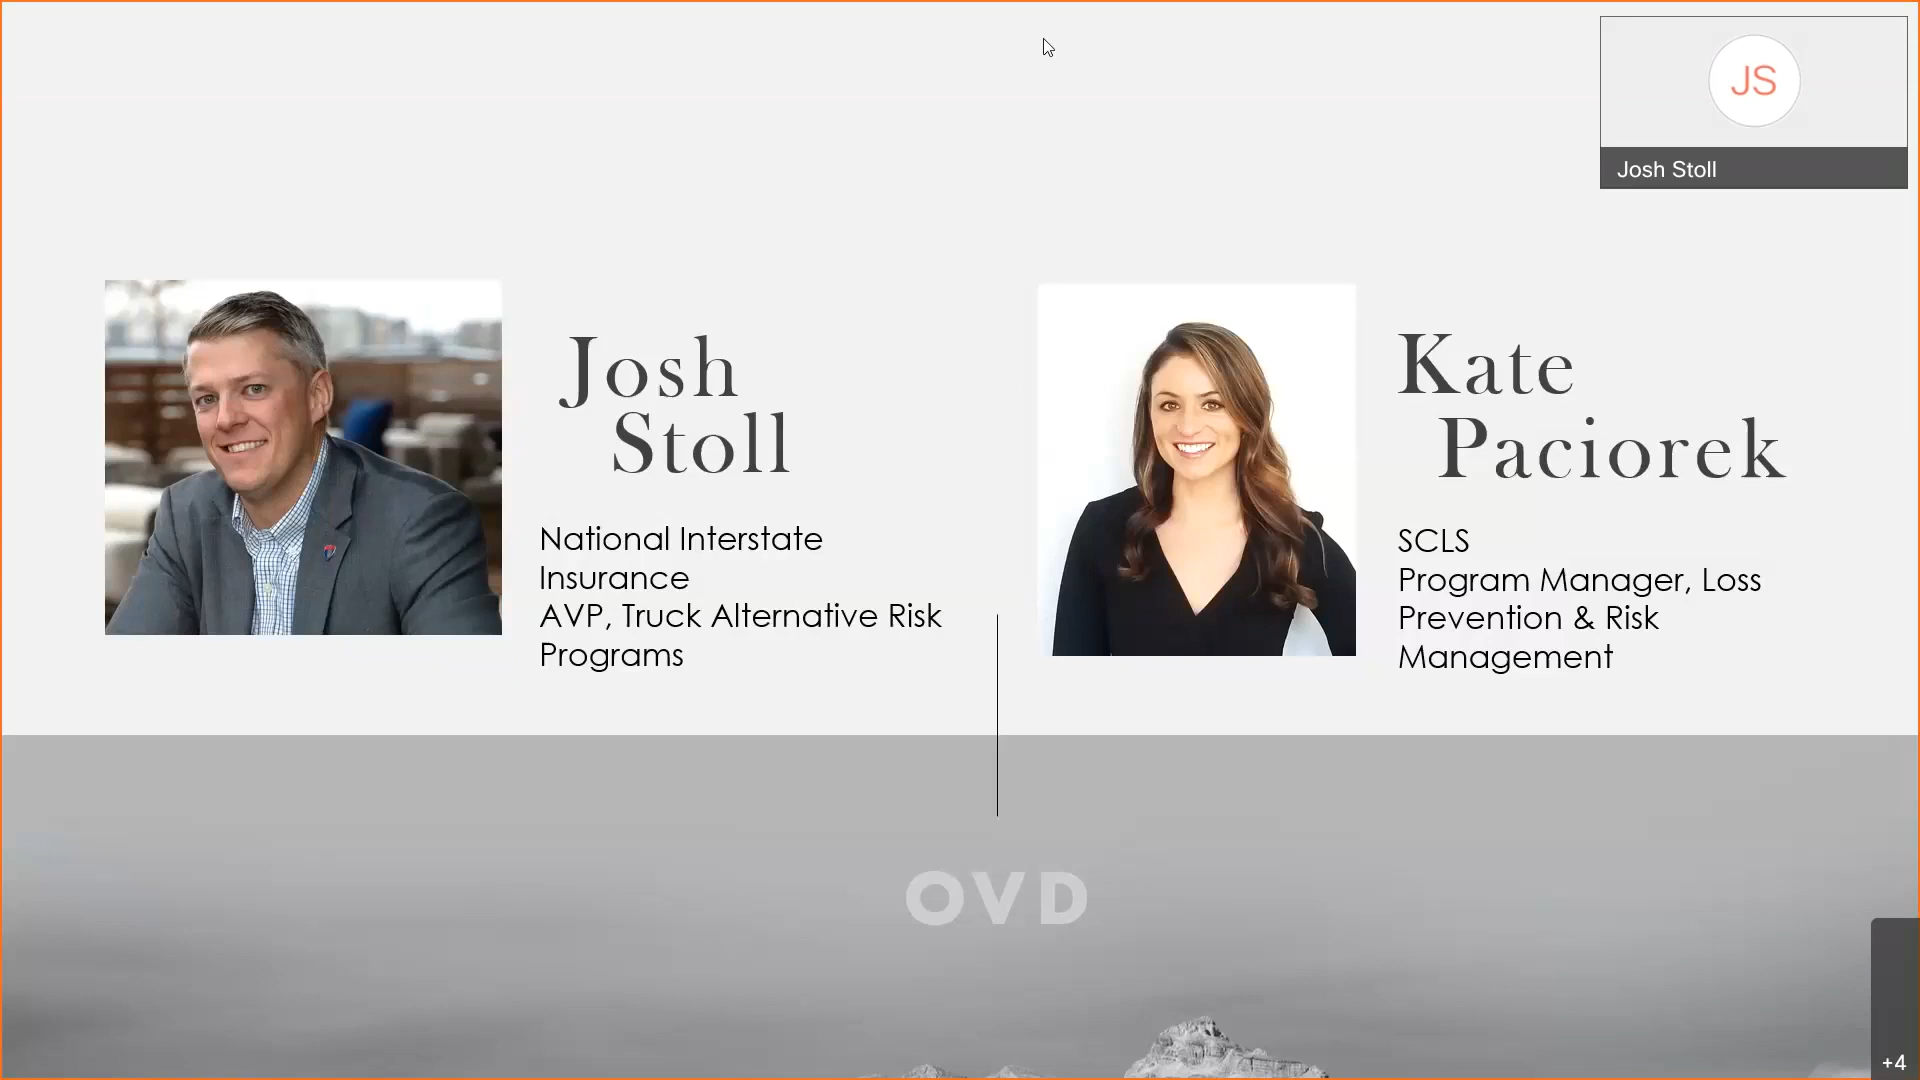 JS
Josh Stoll
Josh
Stoll
National Interstate
Insurance
AVP, Truck Alternative Risk
Programs
Kate
Paciorek
SCLS
Program Manager, Loss
Prevention & Risk
Management
OVD
+4